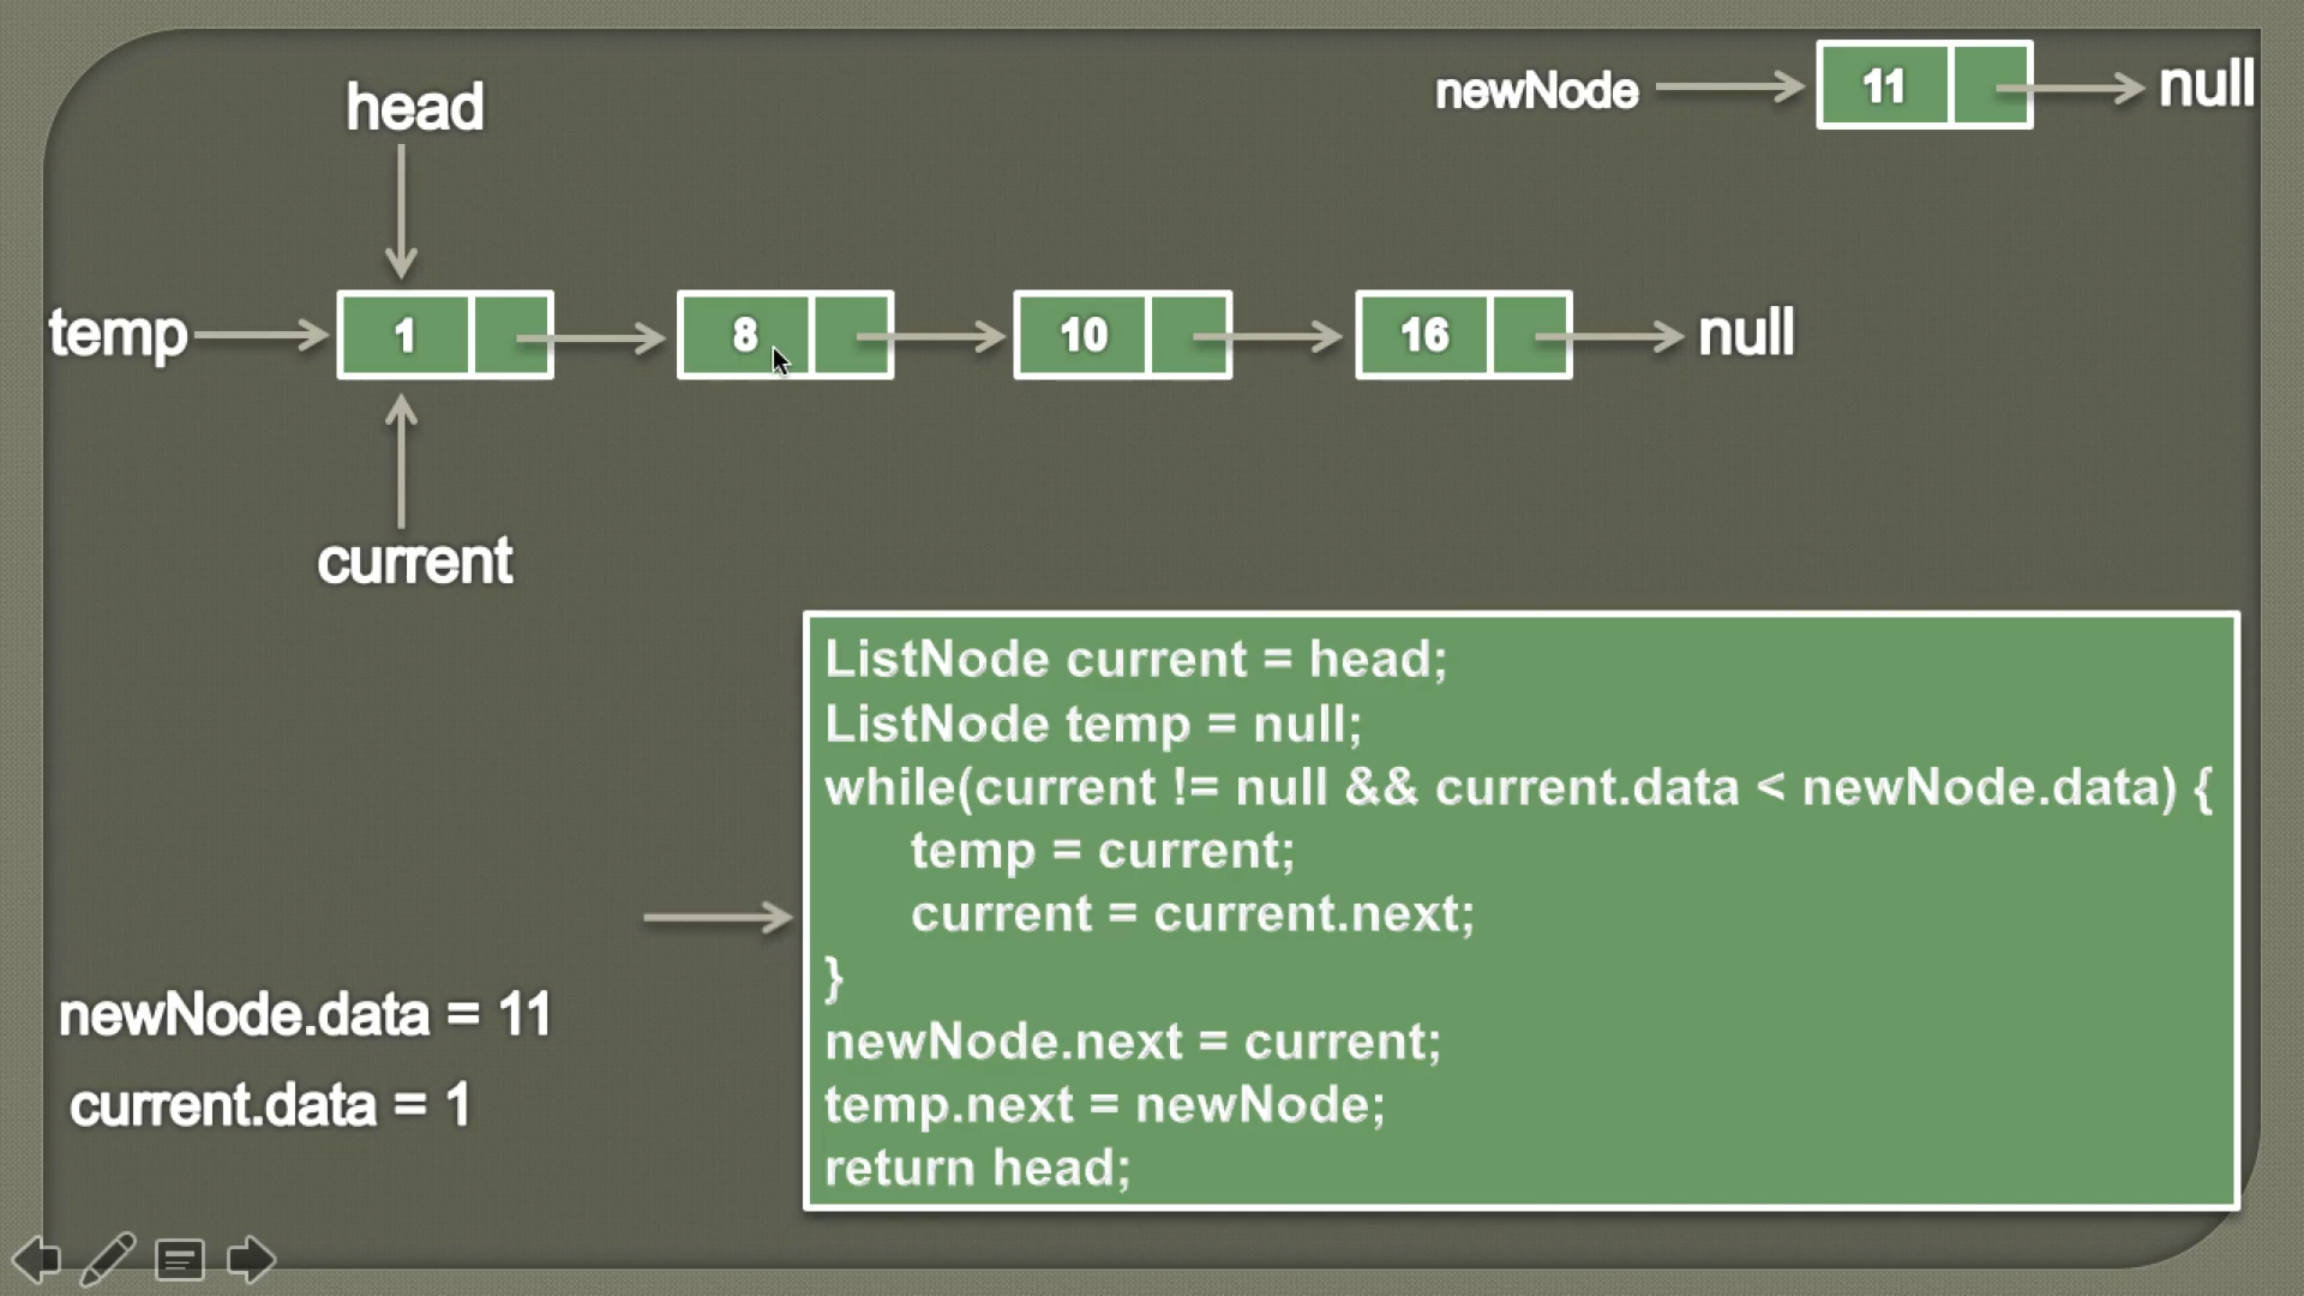 head
newNode 11 null
temp 1 8 10 16 null
current
ListNode current = head;
ListNode temp = null;
while(current != null && current.data < newNode.data) {
temp = current;
current = current.next;
}
newNode.next = current;
temp.next = newNode;
return head;
newNode.data = 11
current.data = 1